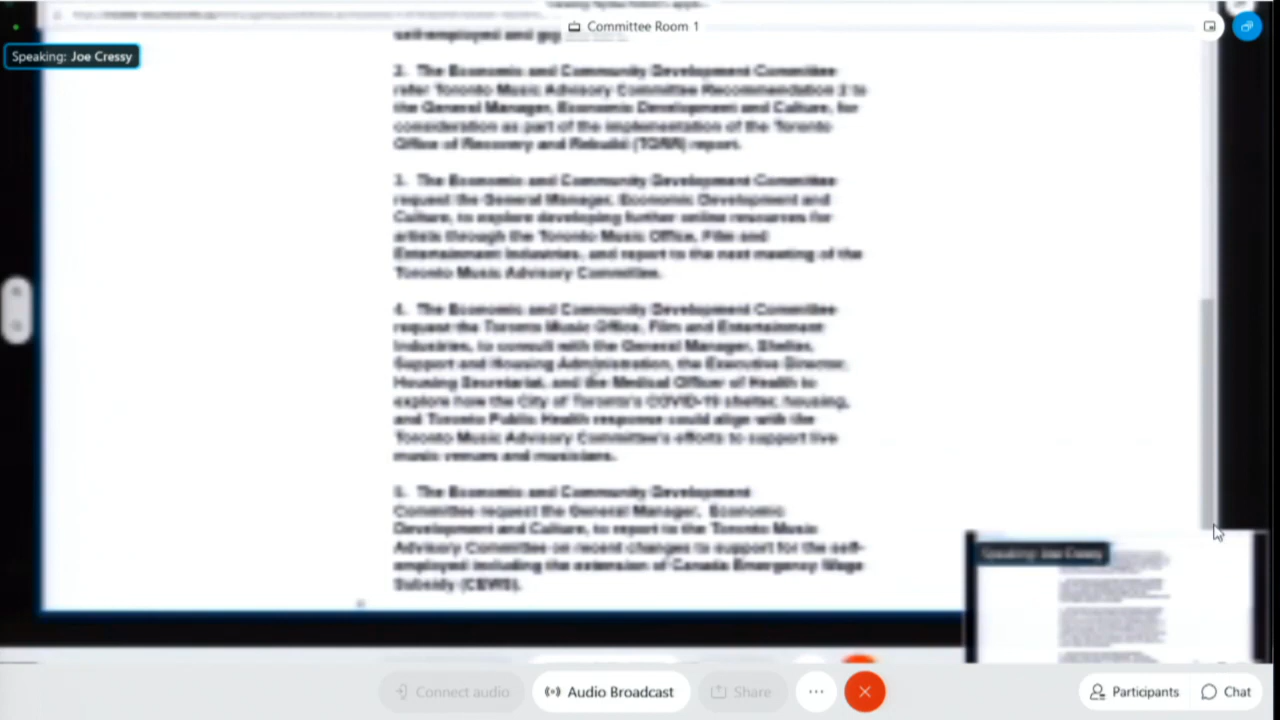 Committee Room 1
Speaking: Joe Cressy
self-employed and gig
2. The Economic and Community Development Committee
refer Toronto Music Advisory Committee Recommendation 2 to
the General Manager, Economic Development and Culture, for
consideration as part of the implementation of the Toronto
Office of Recovery and Rebuild (TORR) report.
3. The Economic and Community Development Committee
request the General Manager, Economic Development and
Culture, to explore developing further online resources for
artists through the Toronto Music Office, Film and
Entertainment Industries, and report to the next meeting of the
Toronto Music Advisory Committee.
4. The Economic and Community Development Committee
request the Toronto Music Office, Film and Entertainment
Industries, to consult with the General Manager, Shelter,
Support and Housing Administration, the Executive Director,
Housing Secretariat, and the Medical Officer of Health to
explore how the City of Toronto's COVID-19 shelter, housing,
and Toronto Public Health response could align with the
Toronto Music Advisory Committee's efforts to support live
music venues and musicians.
5. The Economic and Community Development
Committee request the General Manager, Economic
Development and Culture, to report to the Toronto Music
Advisory Committee on recent changes to support for the self-
employed including the extension of Canada Emergency Wage
Subsidy (CEWS).
Speaking: Joe Cressy
Connect audio
Audio Broadcast
Share
Participants
Chat